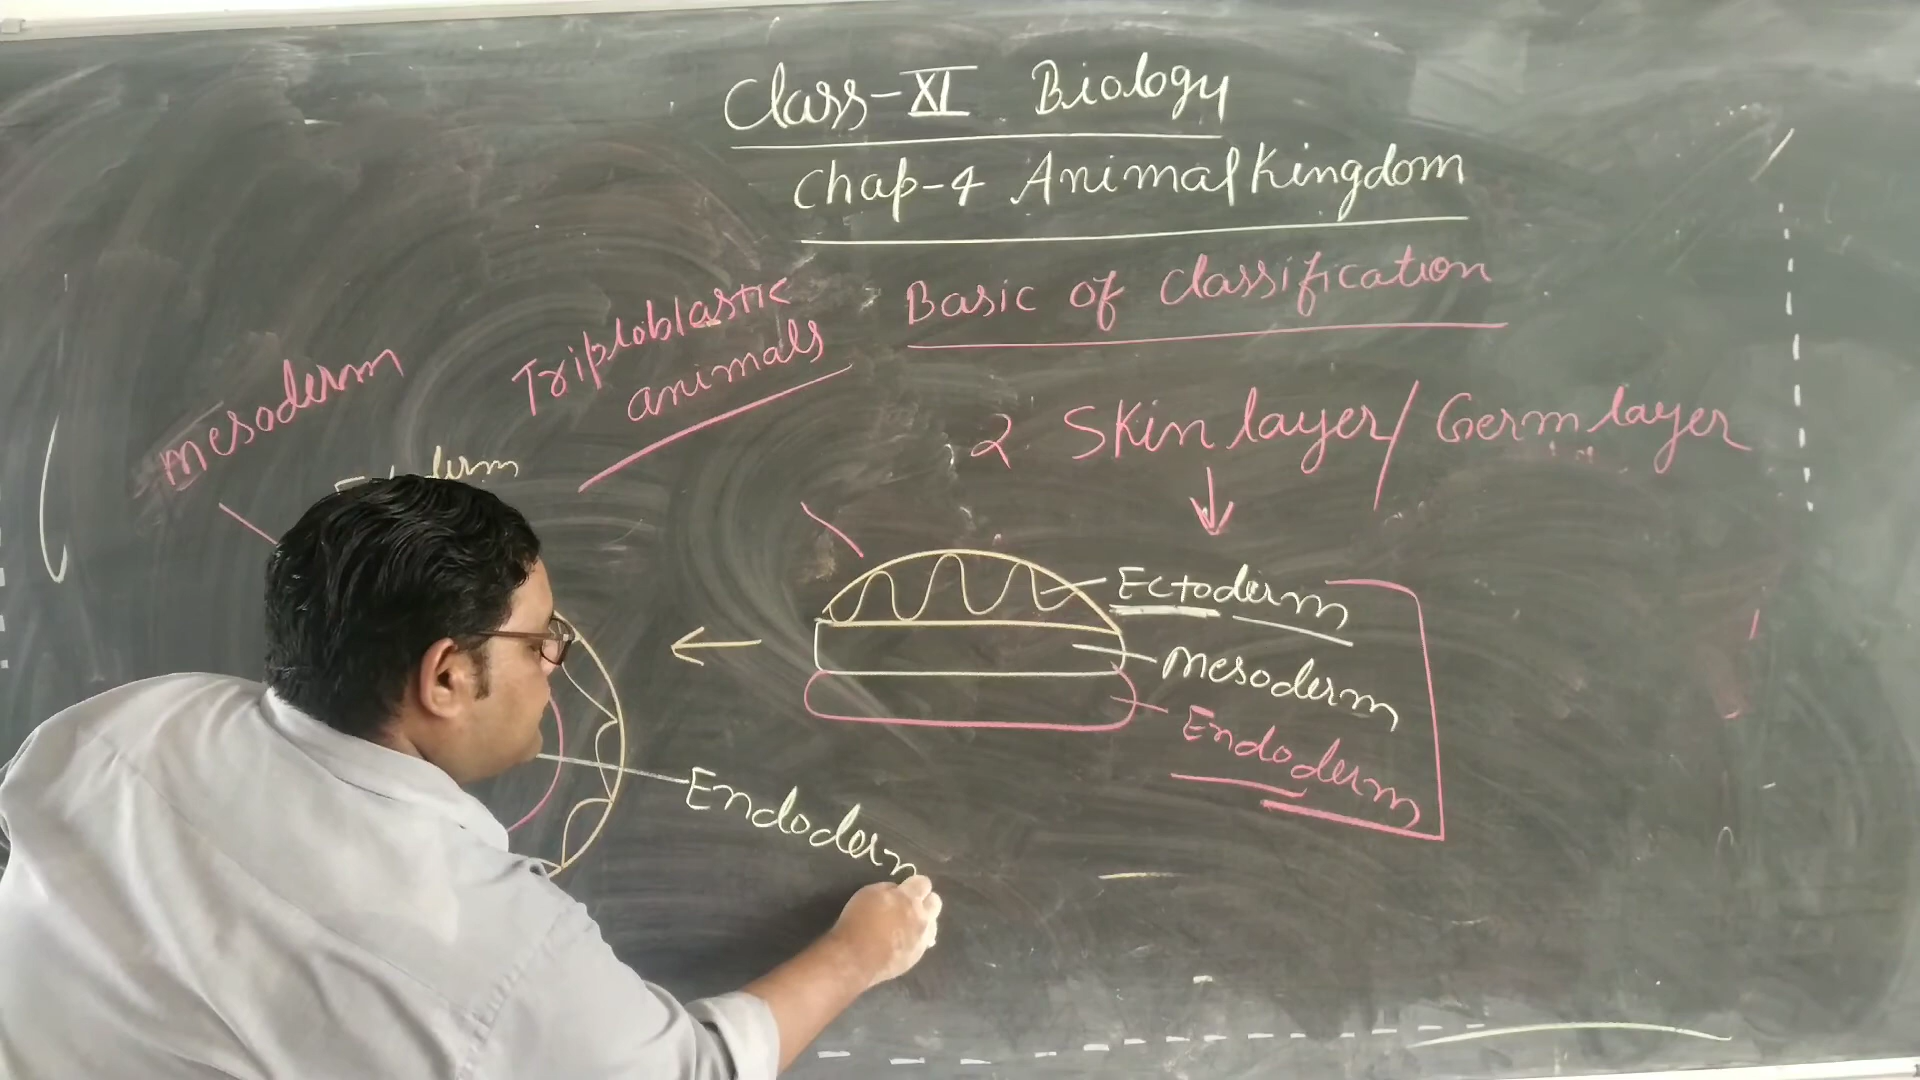 Class-XI Biology
Chap-4 Animal Kingdom
Basic of Classification
Triploblastic
animals
mesoderm
2 Skin layer/Germ layer
Ectoderm
Mesoderm
Endoderm
Endoderm